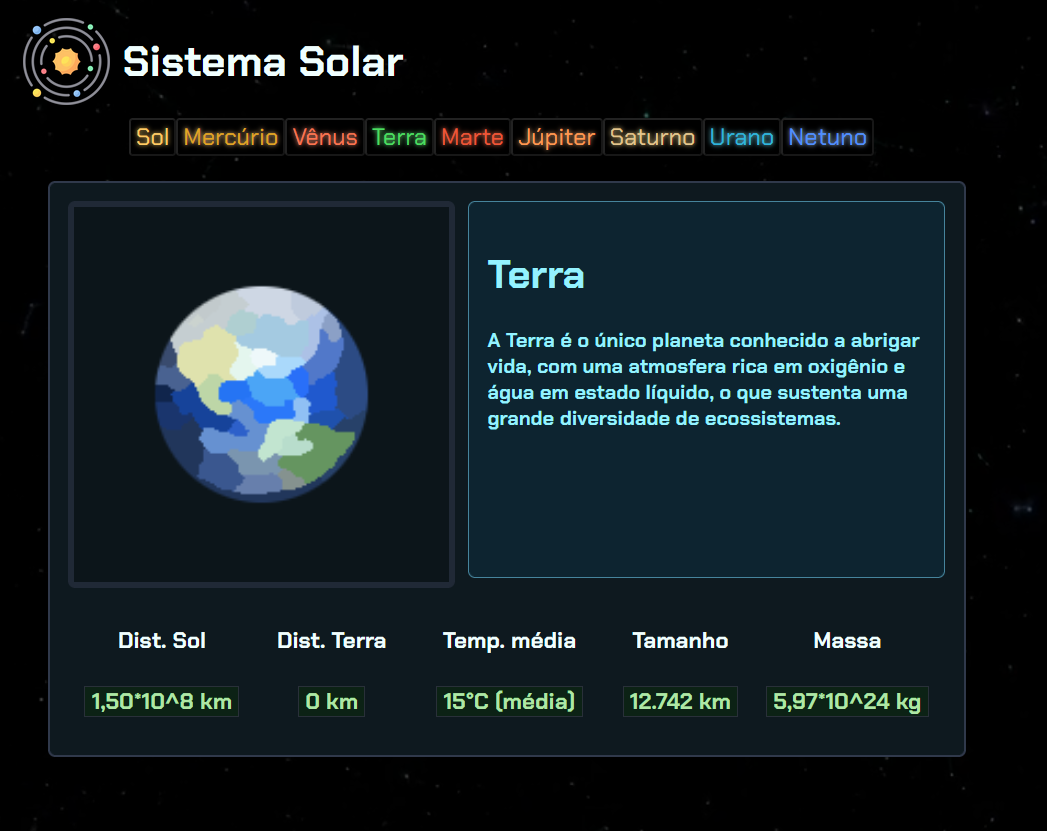 Sistema Solar
Sol Mercúrio Vênus Terra Marte Júpiter Saturno Urano Netuno
Terra
A Terra é o único planeta conhecido a abrigar
vida, com uma atmosfera rica em oxigênio e
água em estado líquido, o que sustenta uma
grande diversidade de ecossistemas.
Dist. Sol Dist. Terra Temp. média Tamanho Massa
1,50*10^8 km 0 km 15°C (média) 12.742 km 5,97*10^24 kg